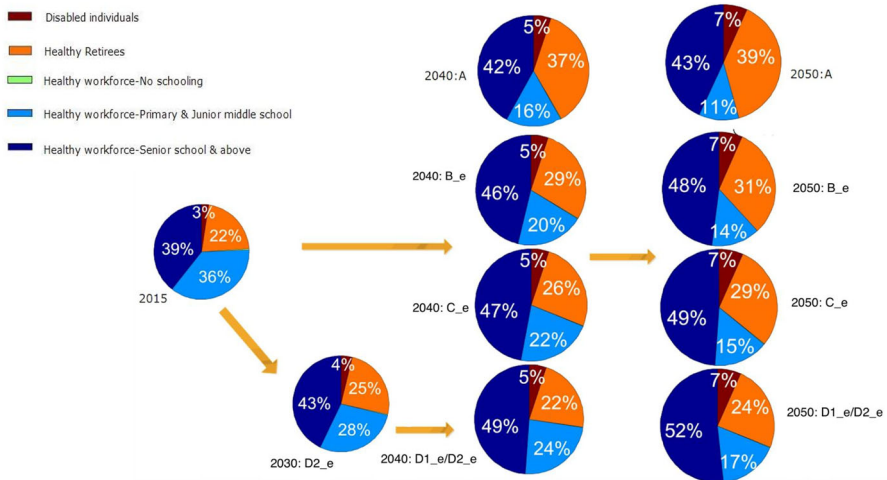 Disabled individuals
Healthy Retirees
Healthy workforce-No schooling
Healthy workforce-Primary & Junior middle school
Healthy workforce-Senior school & above
5%
37%
42%
16%
2040:A
7%
39%
43%
11%
2050:A
5%
29%
46%
20%
2040: B_e
7%
31%
48%
14%
2050: B_e
3%
22%
39%
36%
2015
5%
26%
47%
22%
2040: C_e
7%
29%
49%
15%
2050: C_e
4%
25%
43%
28%
2030: D2_e
5%
22%
49%
24%
2040: D1_e/D2_e
7%
24%
52%
17%
2050: D1_e/D2_e